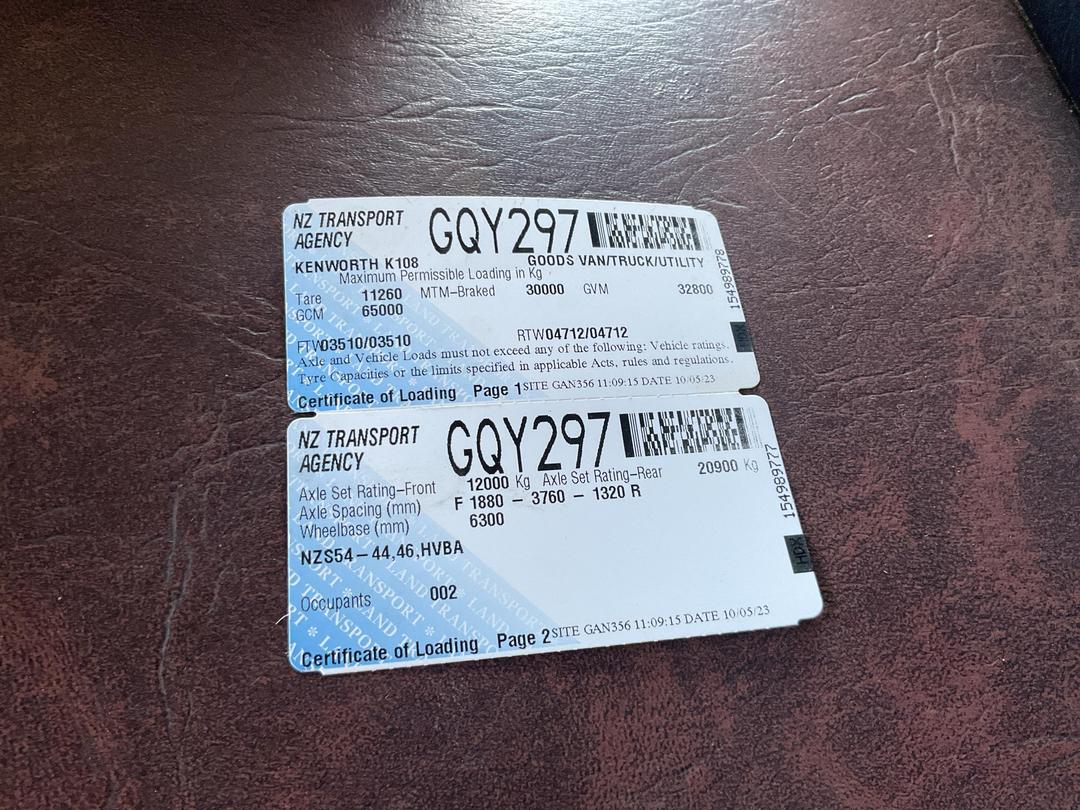 NZ TRANSPORT
AGENCY
GQY297
KENWORTH K108 GOODS VAN/TRUCK/UTILITY
Maximum Permissible Loading in Kg
Tare 11260 MTM-Braked 30000 GVM 32800
GCM 65000
FTW03510/03510 RTW04712/04712
Axle and Vehicle Loads must not exceed any of the following: Vehicle ratings.
Tyre Capacities or the limits specified in applicable Acts, rules and regulations.
Certificate of Loading Page 1 SITE GAN356 11:09:15 DATE 10/05/23
154989778
NZ TRANSPORT
AGENCY
GQY297
Axle Set Rating-Front 12000 Kg Axle Set Rating-Rear 20900 Kg
Axle Spacing (mm) F 1880 - 3760 - 1320 R
Wheelbase (mm) 6300
NZS54-44,46,HVBA
Occupants 002
Certificate of Loading Page 2 SITE GAN356 11:09:15 DATE 10/05/23
154989777
HDX